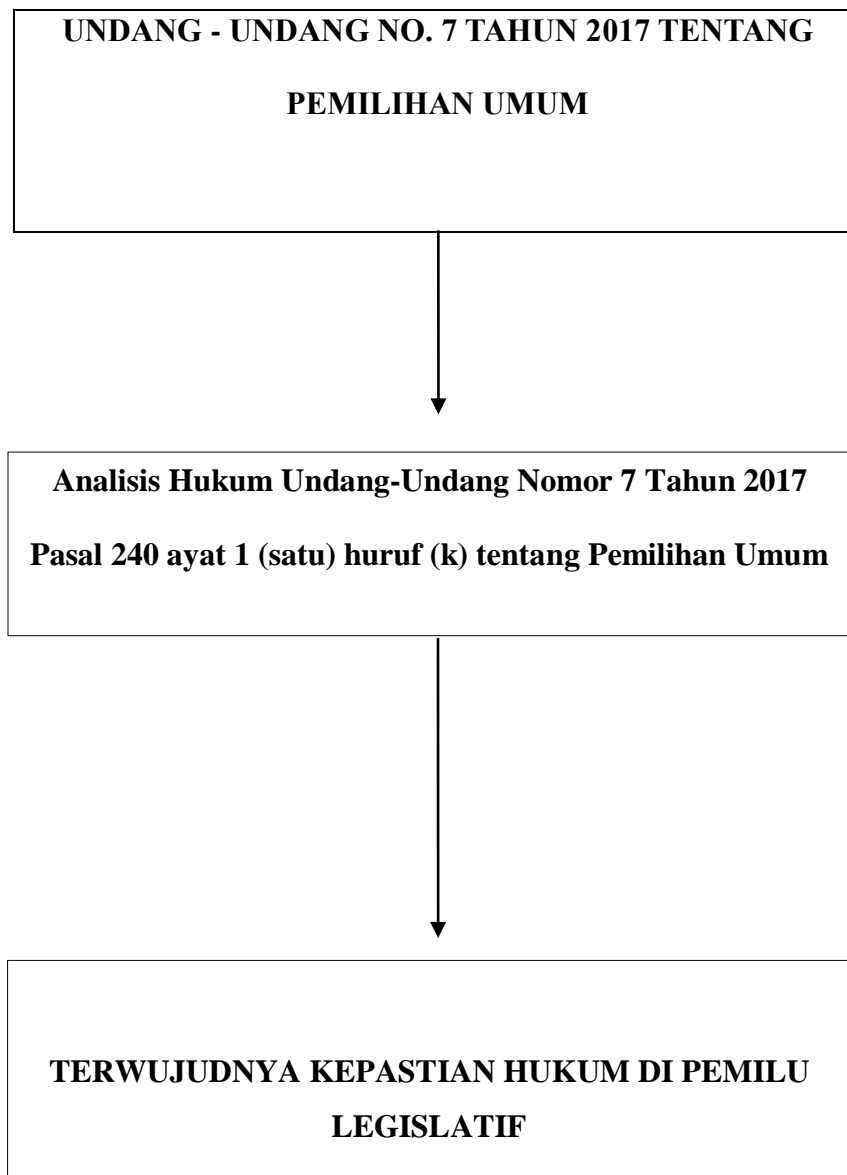 UNDANG - UNDANG NO. 7 TAHUN 2017 TENTANG
PEMILIHAN UMUM
Analisis Hukum Undang-Undang Nomor 7 Tahun 2017
Pasal 240 ayat 1 (satu) huruf (k) tentang Pemilihan Umum
TERWUJUDNYA KEPASTIAN HUKUM DI PEMILU
LEGISLATIF